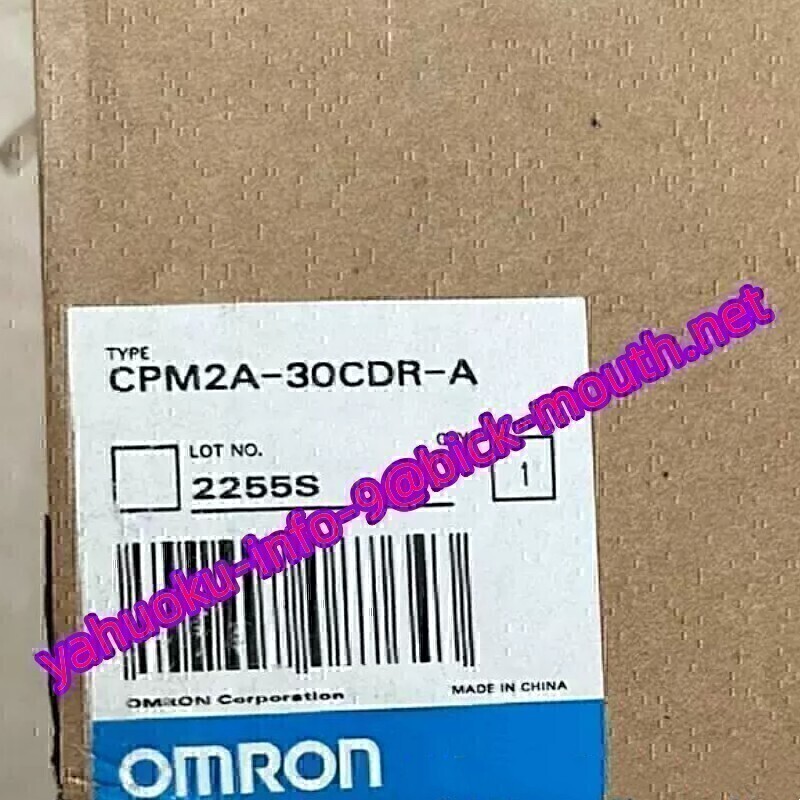 TYPE
CPM2A-30CDR-A
LOT NO.
2255S
1
yahuoku-info-9@bick-mouth.net
OMRON Corporation
MADE IN CHINA
OMRON